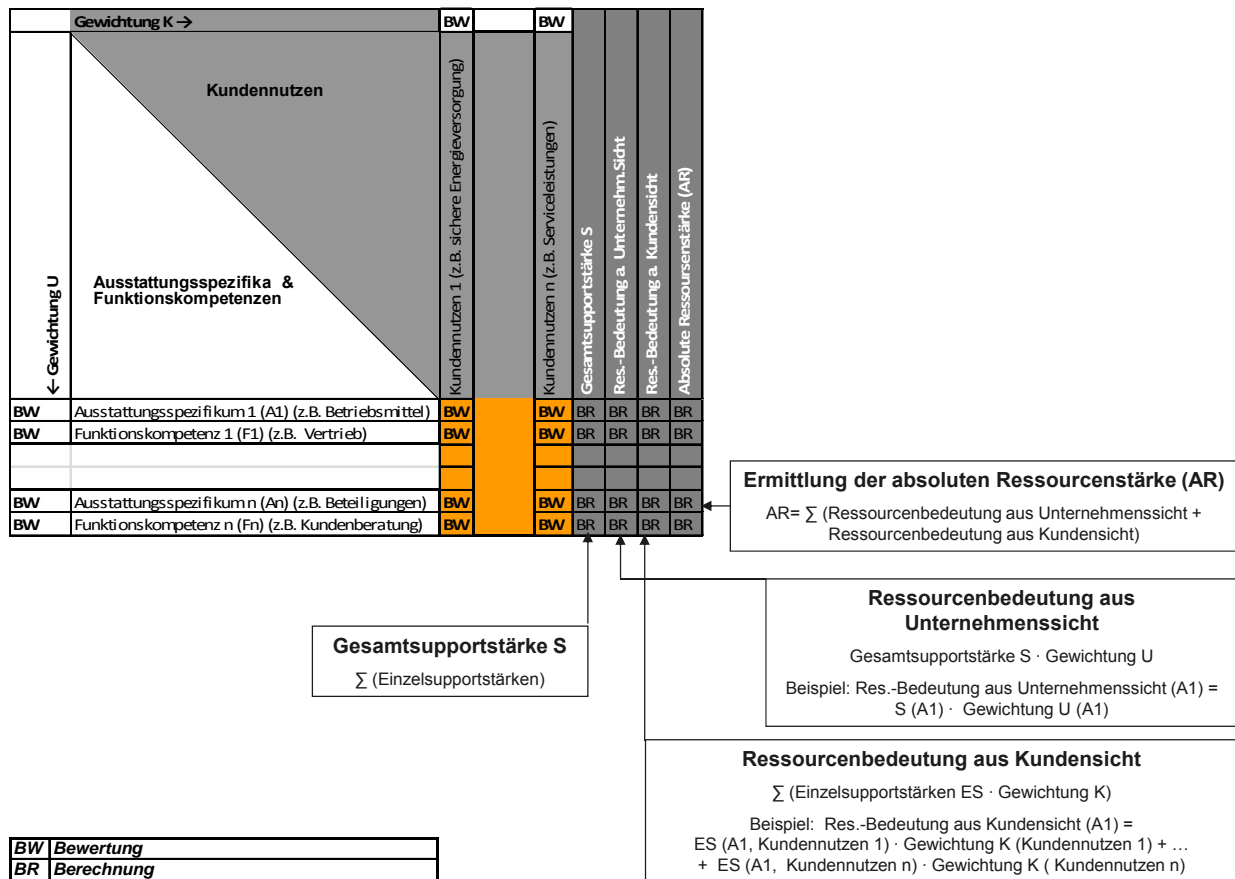 Gewichtung K → BW BW
Kundennutzen
Ausstattungsspezifika &
Funktionskompetenzen
← Gewichtung U
Kundennutzen 1 (z.B. sichere Energieversorgung)
Kundennutzen n (z.B. Serviceleistungen)
Gesamtsupportstärke S
Res.-Bedeutung a. Unternehm.Sicht
Res.-Bedeutung a. Kundensicht
Absolute Ressoursenstärke (AR)
BW Ausstattungsspezifikum 1 (A1) (z.B. Betriebsmittel) BW BW BR BR BR BR
BW Funktionskompetenz 1 (F1) (z.B. Vertrieb) BW BW BR BR BR BR
BW Ausstattungsspezifikum n (An) (z.B. Beteiligungen) BW BW BR BR BR BR
BW Funktionskompetenz n (Fn) (z.B. Kundenberatung) BW BW BR BR BR BR
Ermittlung der absoluten Ressourcenstärke (AR)
AR= ∑ (Ressourcenbedeutung aus Unternehmenssicht +
Ressourcenbedeutung aus Kundensicht)
Ressourcenbedeutung aus
Unternehmenssicht
Gesamtsupportstärke S · Gewichtung U
Beispiel: Res.-Bedeutung aus Unternehmenssicht (A1) =
S (A1) · Gewichtung U (A1)
Gesamtsupportstärke S
∑ (Einzelsupportstärken)
Ressourcenbedeutung aus Kundensicht
∑ (Einzelsupportstärken ES · Gewichtung K)
Beispiel: Res.-Bedeutung aus Kundensicht (A1) =
ES (A1, Kundennutzen 1) · Gewichtung K (Kundennutzen 1) + …
+ ES (A1, Kundennutzen n) · Gewichtung K ( Kundennutzen n)
BW Bewertung
BR Berechnung